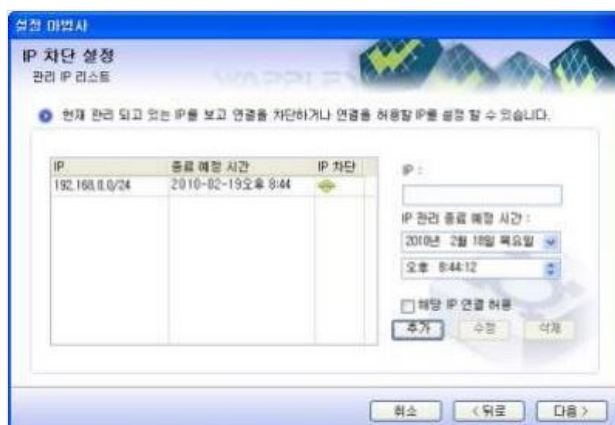 설정 마법사
IP 차단 설정
관리 IP 리스트
WAPPLES
현재 관리 되고 있는 IP를 보고 연결을 차단하거나 연결을 허용할 IP를 설정 할 수 있습니다.
IP 종료 예정 시간 IP 차단
192.168.0.0/24 2010-02-19오후 8:44
IP :
IP 관리 종료 예정 시간 :
2010년 2월 18일 목요일
오후 8:44:12
해당 IP 연결 허용
추가 수정 삭제
취소 < 뒤로 다음 >